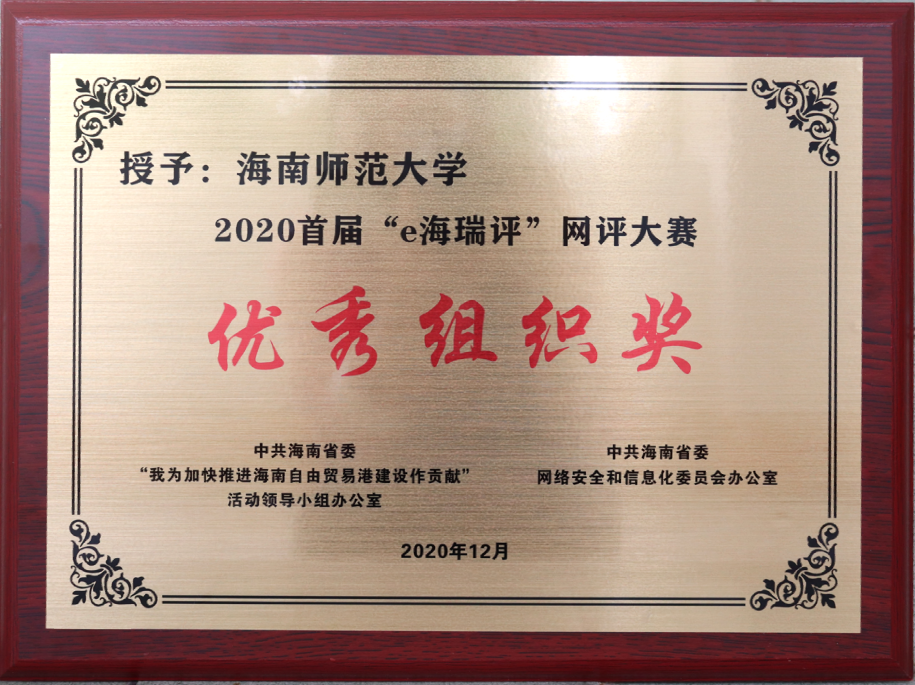 授予：海南师范大学
2020首届“e海瑞评”网评大赛
优秀组织奖
中共海南省委
“我为加快推进海南自由贸易港建设作贡献”
活动领导小组办公室
中共海南省委
网络安全和信息化委员会办公室
2020年12月